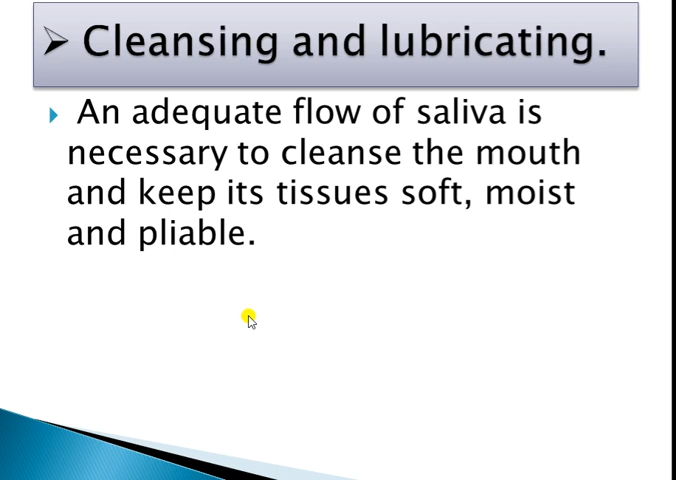 ➢ Cleansing and lubricating.
An adequate flow of saliva is
necessary to cleanse the mouth
and keep its tissues soft, moist
and pliable.